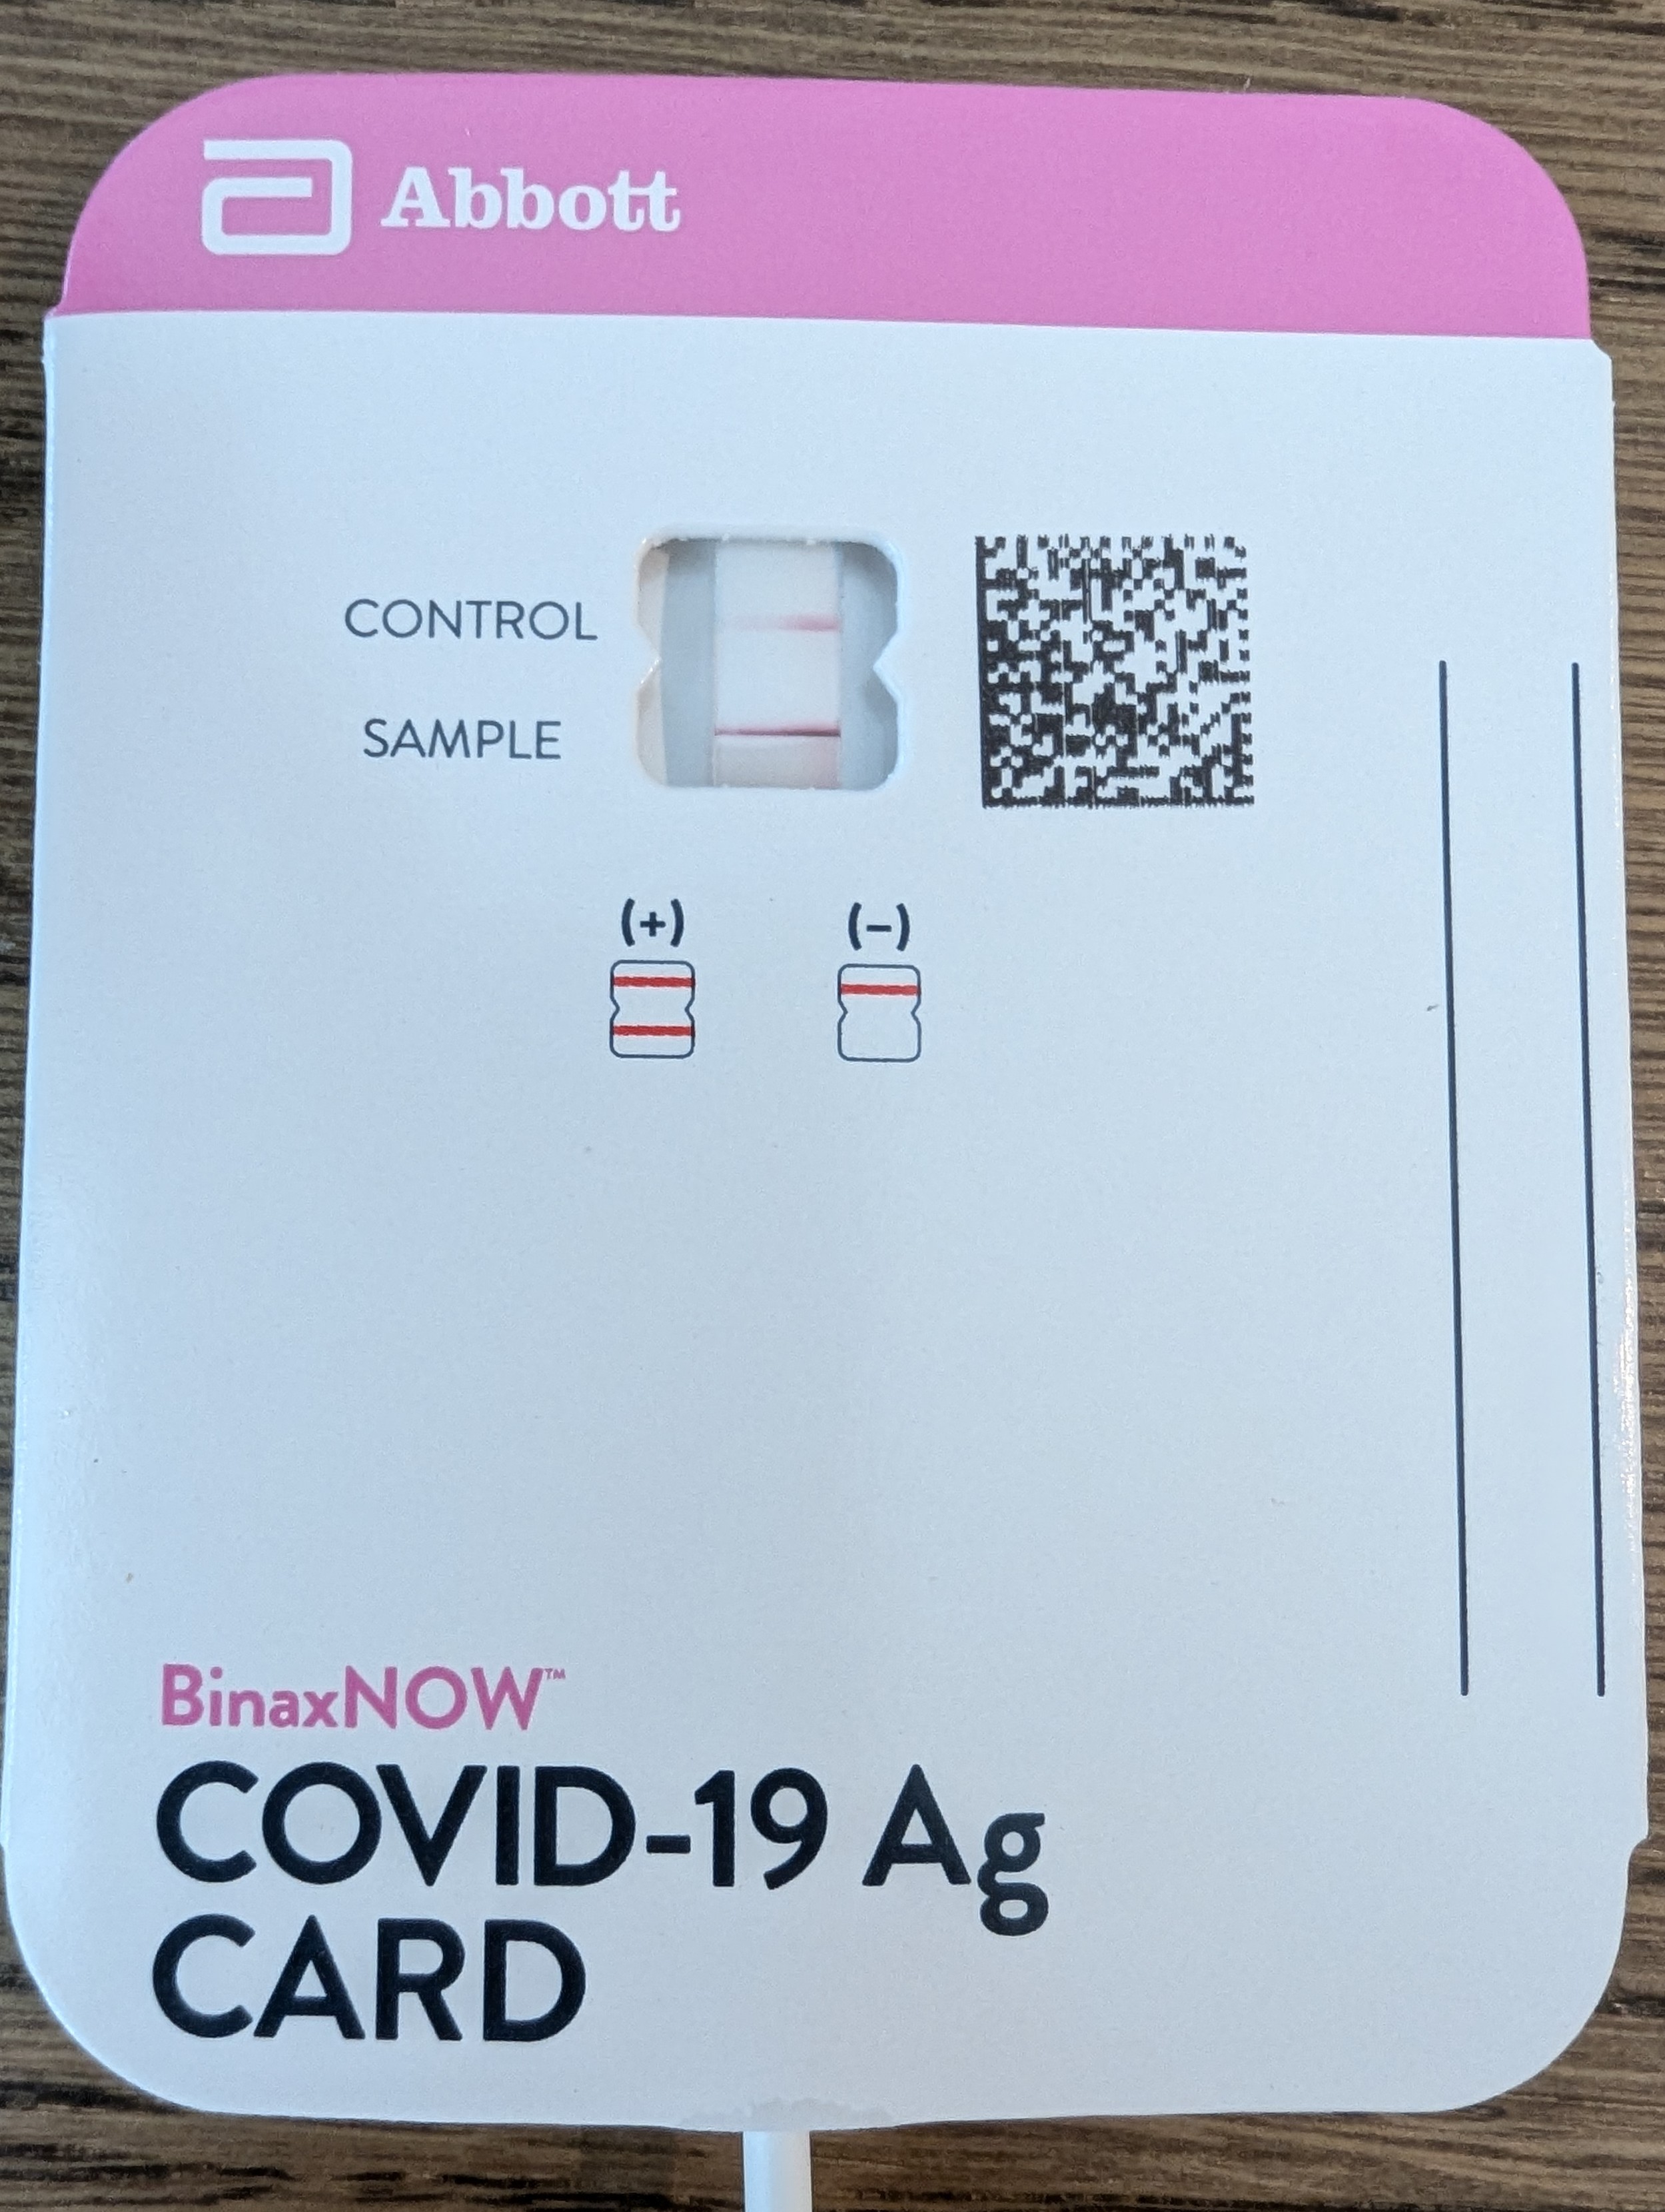 Abbott
CONTROL
SAMPLE
(+) (-)
BinaxNOW™
COVID-19 Ag
CARD